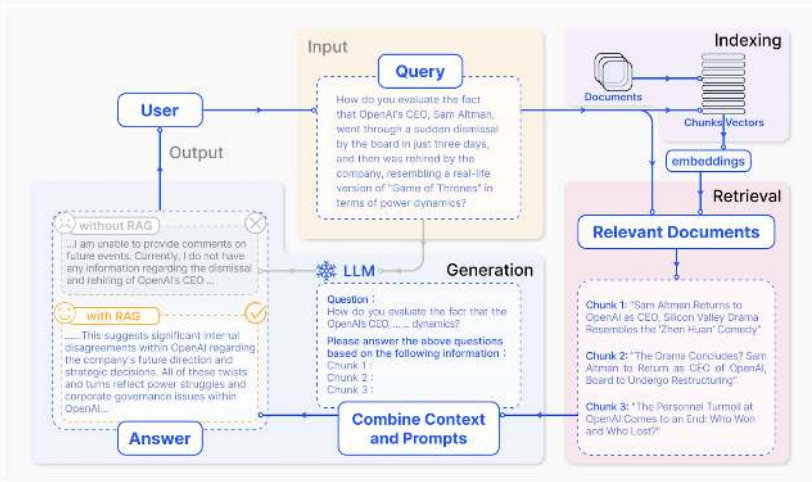 Input
Query
How do you evaluate the fact
that OpenAI's CEO, Sam Altman,
went through a sudden dismissal
by the board in just three days,
and then was rehired by the
company, resembling a real-life
version of "Game of Thrones" in
terms of power dynamics?
Indexing
Documents
Chunks Vectors
embeddings
User
Output
Retrieval
Relevant Documents
Chunk 1: "Sam Altman Returns to
OpenAI as CEO, Silicon Valley Drama
Resembles the 'Zhen Huan' Comedy"
Chunk 2: "The Drama Concludes? Sam
Altman to Return as CEO of OpenAI,
Board to Undergo Restructuring"
Chunk 3: "The Personnel Turmoil at
OpenAI Comes to an End: Who Won
and Who Lost?"
without RAG
...I am unable to provide comments on
future events. Currently, I do not have
any information regarding the dismissal
and rehiring of OpenAI's CEO ...
with RAG
......This suggests significant internal
disagreements within OpenAI regarding
the company's future direction and
strategic decisions. All of these twists
and turns reflect power struggles and
corporate governance issues within
OpenAI...
Answer
LLM
Generation
Question :
How do you evaluate the fact that the
OpenAI's CEO, ... ... dynamics?
Please answer the above questions
based on the following information :
Chunk 1 :
Chunk 2 :
Chunk 3 :
Combine Context
and Prompts